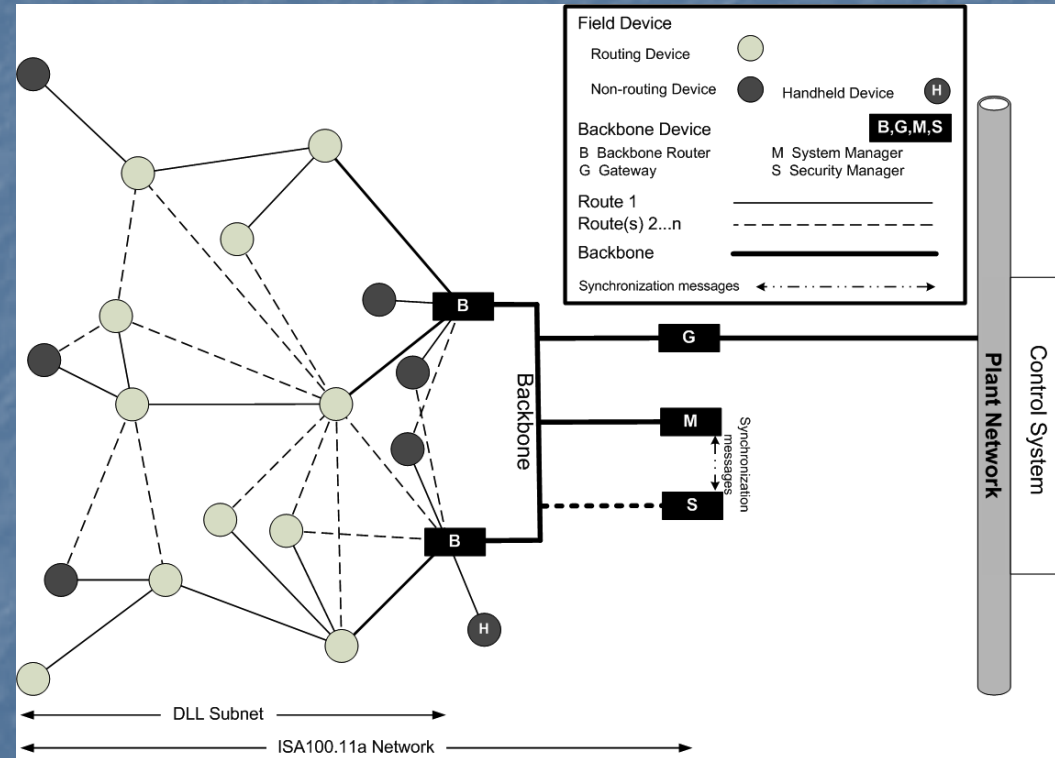 Field Device
Routing Device
Non-routing Device
Handheld Device
H
Backbone Device
B,G,M,S
B Backbone Router
M System Manager
G Gateway
S Security Manager
Route 1
Route(s) 2...n
Backbone
Synchronization messages
B
G
Backbone
M
Synchronization
messages
S
B
H
Plant Network
Control System
DLL Subnet
ISA100.11a Network